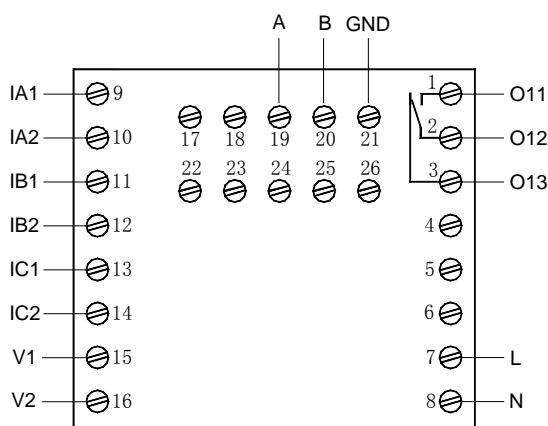 A B GND
IA1 9 1 O11
17 18 19 20 21
IA2 10 2 O12
22 23 24 25 26
IB1 11 3 O13
IB2 12 4
IC1 13 5
IC2 14 6
V1 15 7 L
V2 16 8 N